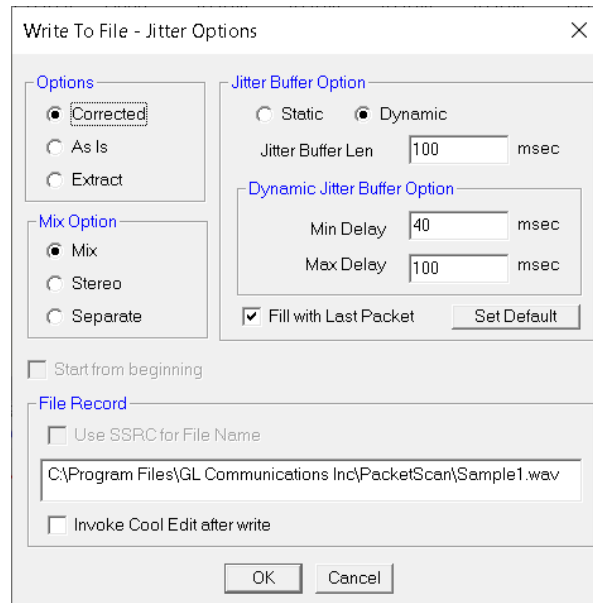 Write To File - Jitter Options
Options
Corrected
As Is
Extract
Mix Option
Mix
Stereo
Separate
Jitter Buffer Option
Static Dynamic
Jitter Buffer Len 100 msec
Dynamic Jitter Buffer Option
Min Delay 40 msec
Max Delay 100 msec
Fill with Last Packet Set Default
Start from beginning
File Record
Use SSRC for File Name
C:\Program Files\GL Communications Inc\PacketScan\Sample1.wav
Invoke Cool Edit after write
OK Cancel